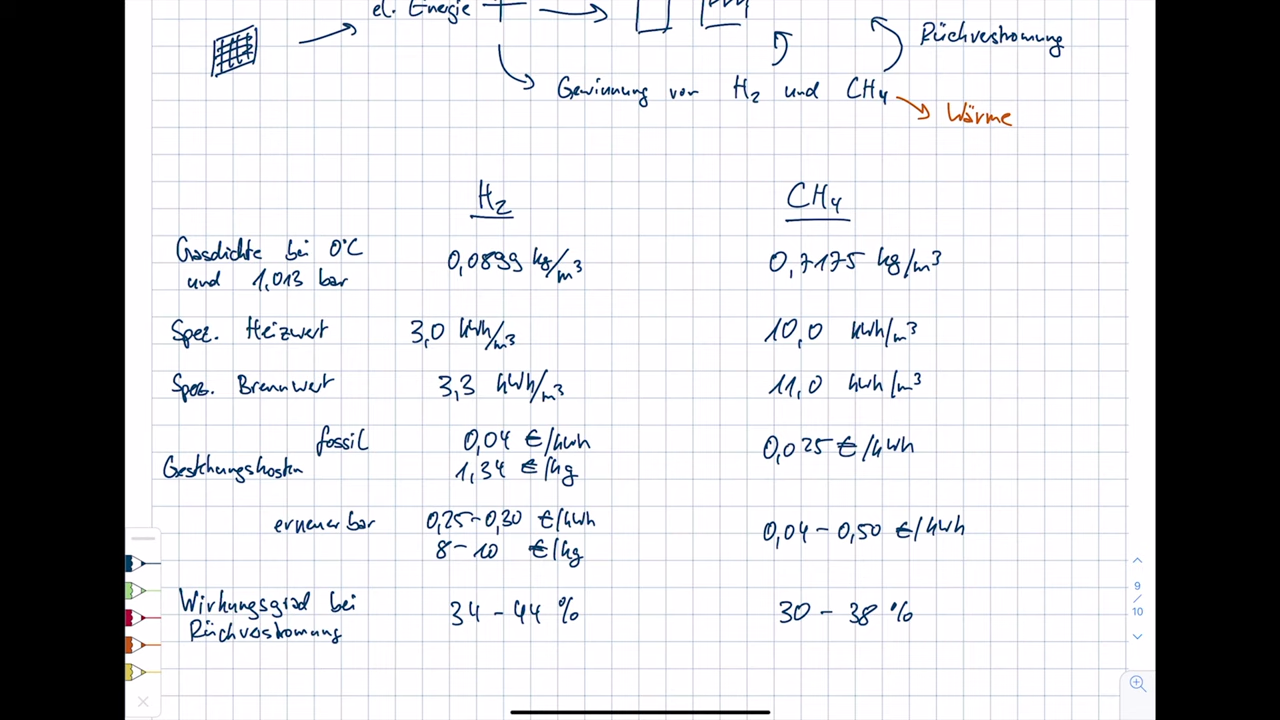 el. Energie
Rückverstromung
Gewinnung von H₂ und CH₄
Wärme
H₂ CH₄
Gasdichte bei 0°C
und 1,013 bar 0,0899 kg/m³ 0,7175 kg/m³
Spez. Heizwert 3,0 kWh/m³ 10,0 kWh/m³
Spez. Brennwert 3,3 kWh/m³ 11,0 kWh/m³
fossil 0,04 €/kWh 0,025 €/kWh
Gestehungskosten 1,34 €/kg
erneuerbar 0,25-0,30 €/kWh 0,04 - 0,50 €/kWh
8-10 €/kg
Wirkungsgrad bei
Rückverstromung 34 - 44 % 30 - 38 %
9
/
10